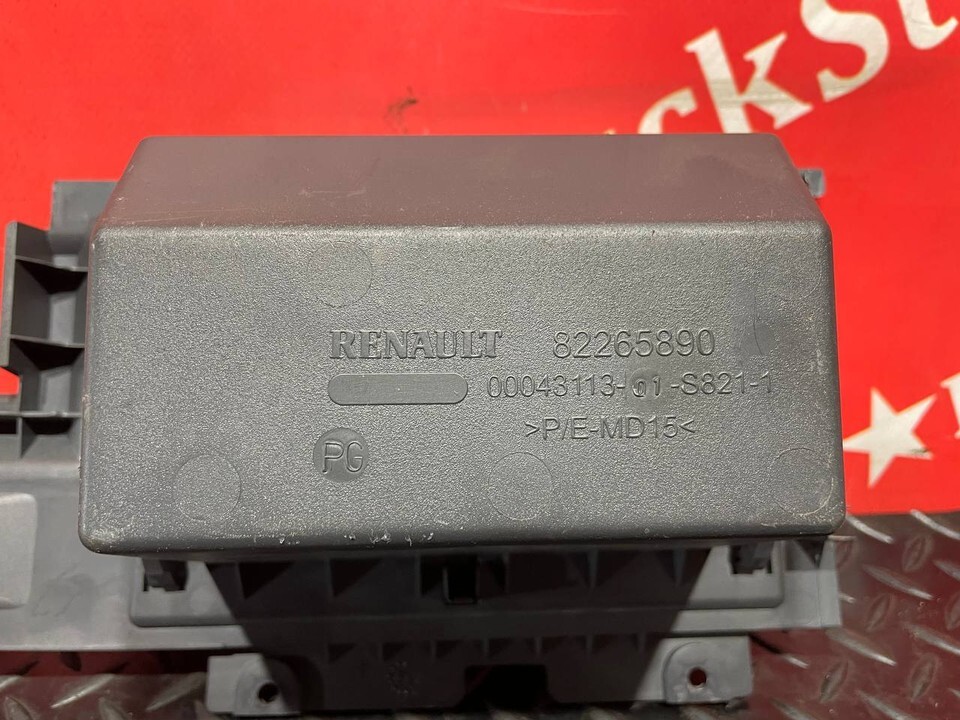 RENAULT 82265890
00043113-01-S821-1
>P/E-MD15<
PG